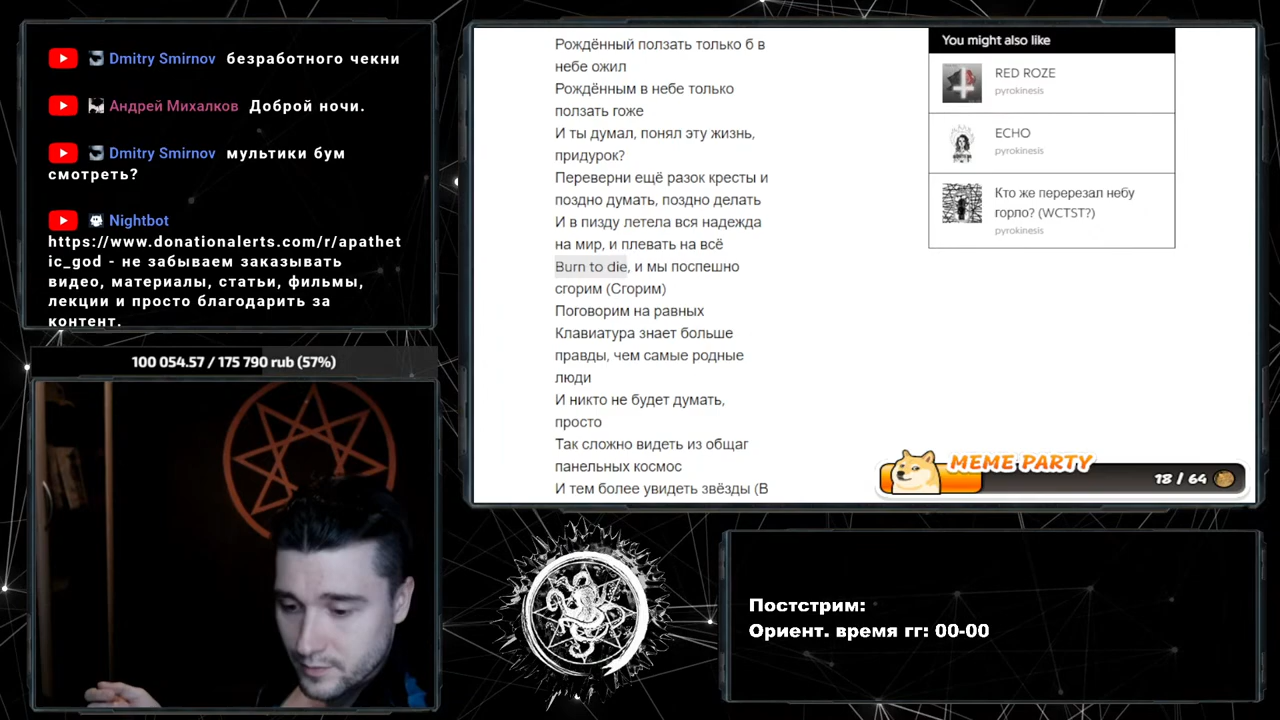 Dmitry Smirnov безработного чекни
Андрей Михалков Доброй ночи.
Dmitry Smirnov мультики бум
смотреть?
Nightbot
https://www.donationalerts.com/r/apathet
ic_god - не забываем заказывать
видео, материалы, статьи, фильмы,
лекции и просто благодарить за
контент.
100 054.57 / 175 790 rub (57%)
Рождённый ползать только б в
небе ожил
Рождённым в небе только
ползать гоже
И ты думал, понял эту жизнь,
придурок?
Переверни ещё разок кресты и
поздно думать, поздно делать
И в пизду летела вся надежда
на мир, и плевать на всё
Burn to die, и мы поспешно
сгорим (Сгорим)
Поговорим на равных
Клавиатура знает больше
правды, чем самые родные
люди
И никто не будет думать,
просто
Так сложно видеть из общаг
панельных космос
И тем более увидеть звёзды (В
You might also like
RED ROZE
pyrokinesis
ECHO
pyrokinesis
Кто же перерезал небу
горло? (WCTST?)
pyrokinesis
MEME PARTY
18 / 64
Постстрим:
Ориент. время гг: 00-00